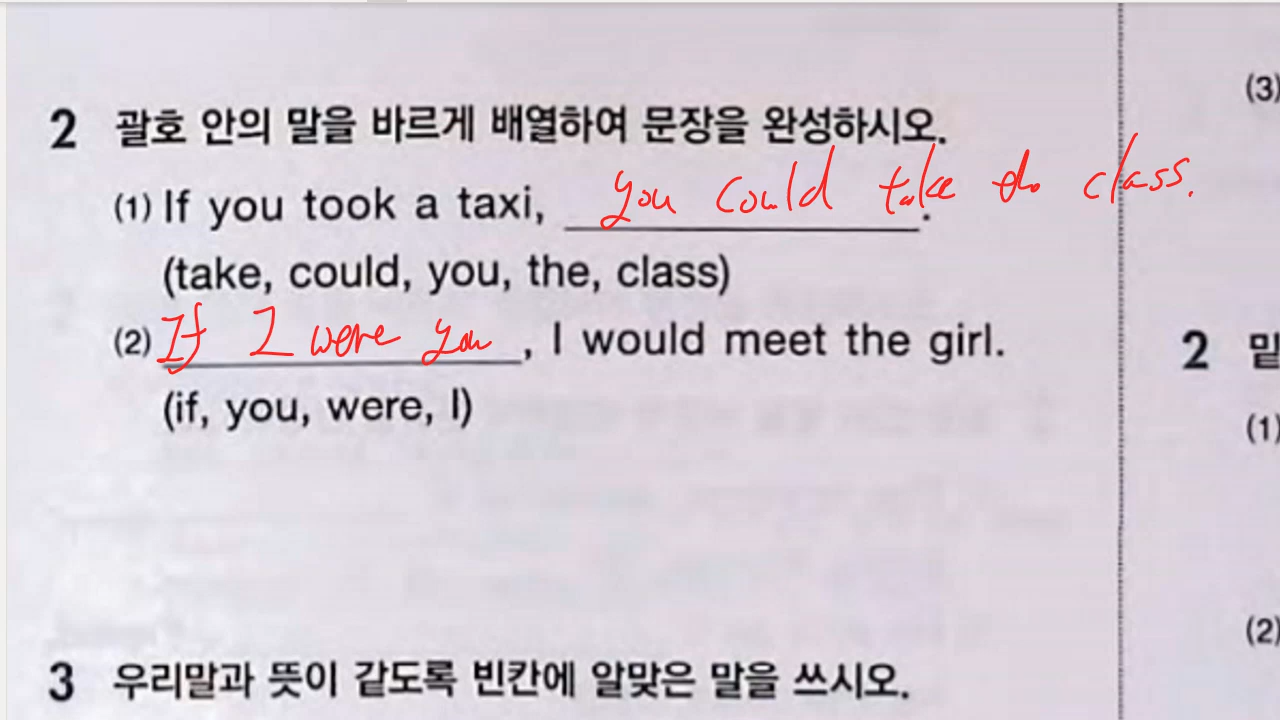 2 괄호 안의 말을 바르게 배열하여 문장을 완성하시오.
(1) If you took a taxi, you could take the class.
(take, could, you, the, class)
(2) If I were you, I would meet the girl.
(if, you, were, I)
3 우리말과 뜻이 같도록 빈칸에 알맞은 말을 쓰시오.
(3)
2 밑
(1)
(2)